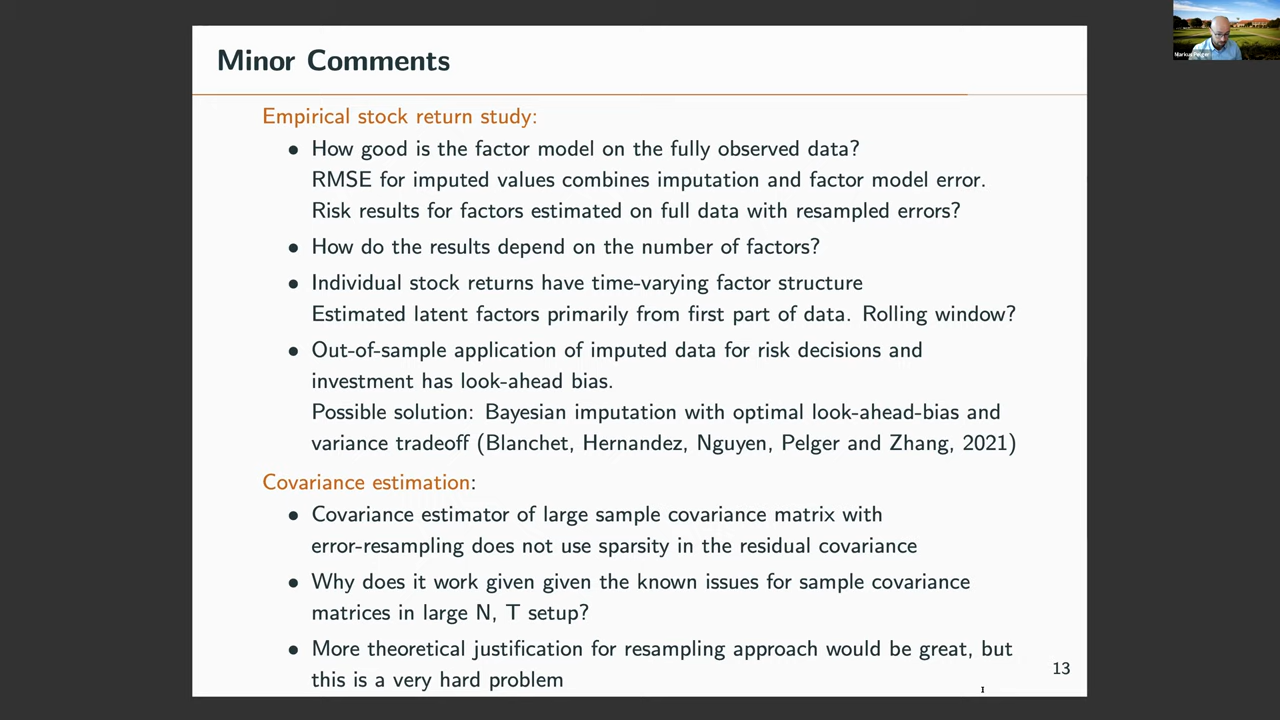 Minor Comments
Markus Pelger
Empirical stock return study:
● How good is the factor model on the fully observed data?
RMSE for imputed values combines imputation and factor model error.
Risk results for factors estimated on full data with resampled errors?
● How do the results depend on the number of factors?
● Individual stock returns have time-varying factor structure
Estimated latent factors primarily from first part of data. Rolling window?
● Out-of-sample application of imputed data for risk decisions and
investment has look-ahead bias.
Possible solution: Bayesian imputation with optimal look-ahead-bias and
variance tradeoff (Blanchet, Hernandez, Nguyen, Pelger and Zhang, 2021)
Covariance estimation:
● Covariance estimator of large sample covariance matrix with
error-resampling does not use sparsity in the residual covariance
● Why does it work given given the known issues for sample covariance
matrices in large N, T setup?
● More theoretical justification for resampling approach would be great, but
this is a very hard problem
13